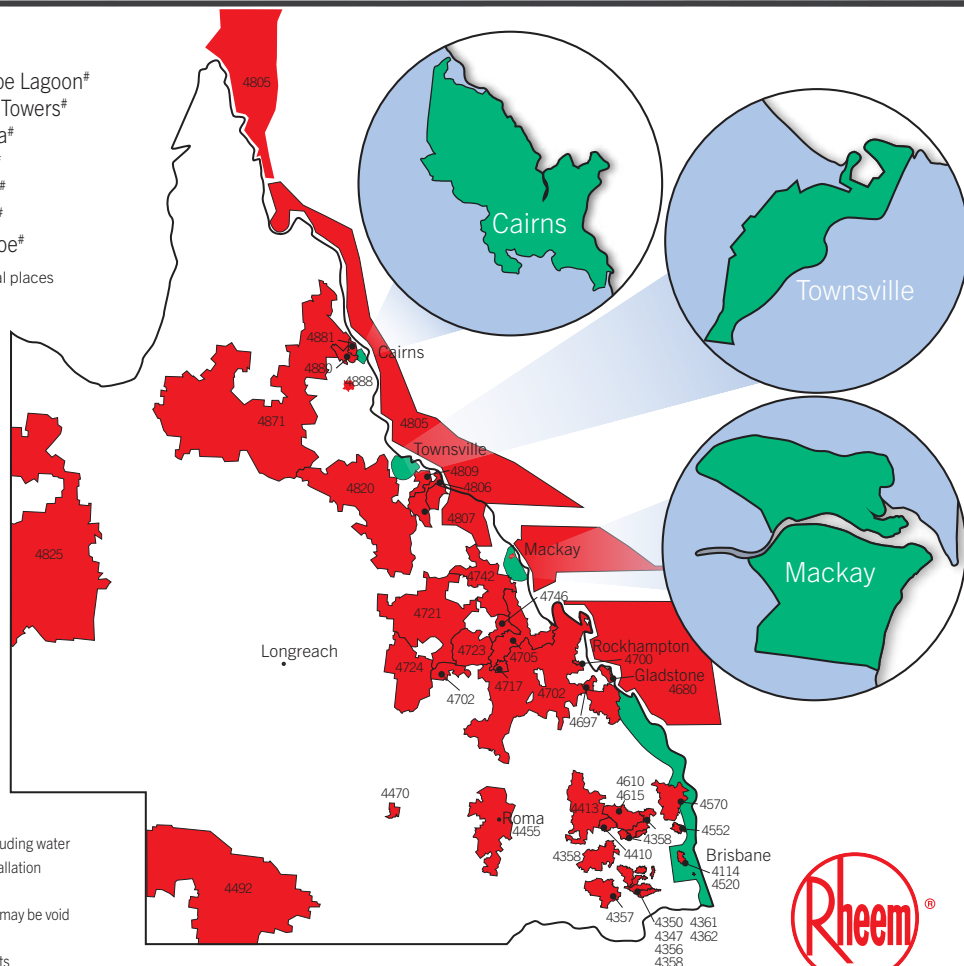 oe Lagoon#
Towers#
a#
#
#
#
oe#
al places
4805
Cairns
Townsville
Mackay
4881
Cairns
4880
4888
4871
4805
Townsville
4809
4820
4806
4807
4825
Mackay
4742
4746
4721
Longreach
4723
4705
Rockhampton
4700
4724
4717
4702
Gladstone
4680
4702
4697
4470
4610
4615
4413
4570
Roma
4455
4552
4358
4358
4410
Brisbane
4114
4520
4492
4357
4350
4361
4347
4362
4356
4358
uding water
allation
may be void
ts
Rheem®